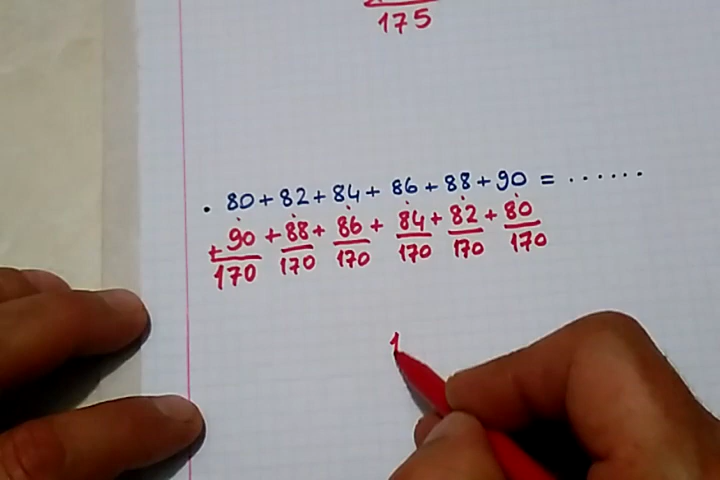 175
. 80 + 82 + 84 + 86 + 88 + 90 = ......
+ 90 + 88 + 86 + 84 + 82 + 80
170 170 170 170 170 170
1